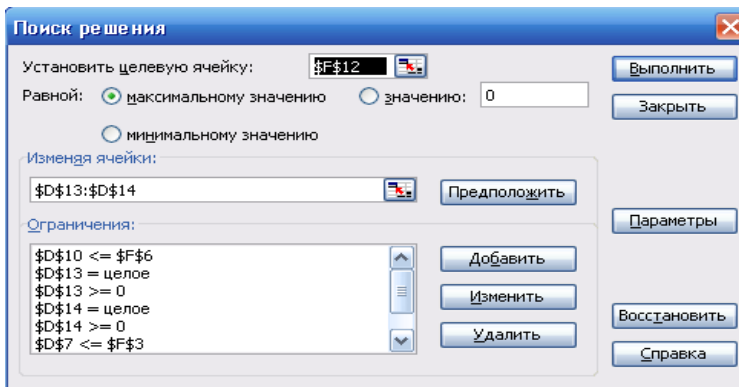 Поиск решения
Установить целевую ячейку: $F$12
Выполнить
Равной: максимальному значению значению: 0
Закрыть
минимальному значению
Изменяя ячейки:
$D$13:$D$14
Предположить
Параметры
Ограничения:
$D$10 <= $F$6
$D$13 = целое
$D$13 >= 0
$D$14 = целое
$D$14 >= 0
$D$7 <= $F$3
Добавить
Изменить
Удалить
Восстановить
Справка